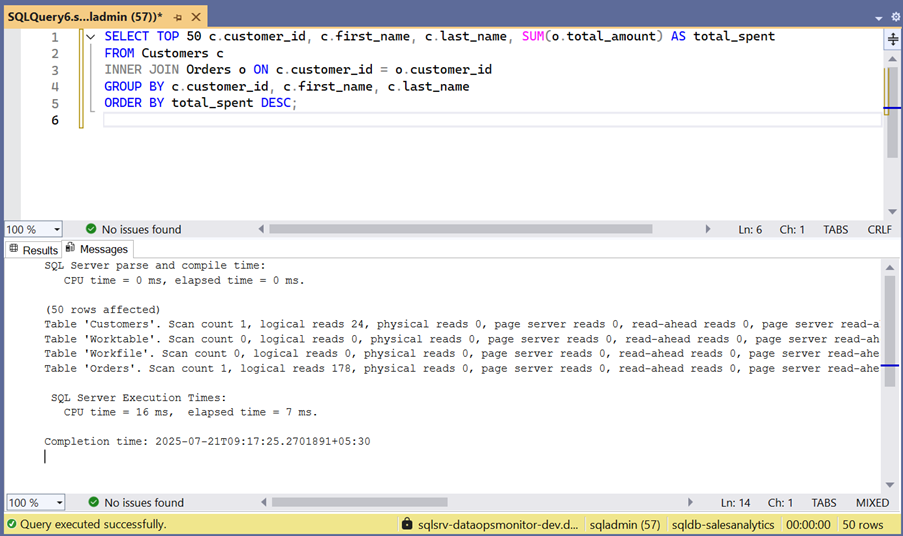 SQLQuery6.s...ladmin (57))*
1 SELECT TOP 50 c.customer_id, c.first_name, c.last_name, SUM(o.total_amount) AS total_spent
2 FROM Customers c
3 INNER JOIN Orders o ON c.customer_id = o.customer_id
4 GROUP BY c.customer_id, c.first_name, c.last_name
5 ORDER BY total_spent DESC;
6
100 % No issues found Ln: 6 Ch: 1 TABS CRLF
Results Messages
SQL Server parse and compile time:
CPU time = 0 ms, elapsed time = 0 ms.
(50 rows affected)
Table 'Customers'. Scan count 1, logical reads 24, physical reads 0, page server reads 0, read-ahead reads 0, page server read-a
Table 'Worktable'. Scan count 0, logical reads 0, physical reads 0, page server reads 0, read-ahead reads 0, page server read-ah
Table 'Workfile'. Scan count 0, logical reads 0, physical reads 0, page server reads 0, read-ahead reads 0, page server read-ahe
Table 'Orders'. Scan count 1, logical reads 178, physical reads 0, page server reads 0, read-ahead reads 0, page server read-ahe
SQL Server Execution Times:
CPU time = 16 ms, elapsed time = 7 ms.
Completion time: 2025-07-21T09:17:25.2701891+05:30
100 % No issues found Ln: 14 Ch: 1 TABS MIXED
Query executed successfully. sqlsrv-dataopsmonitor-dev.d... sqladmin (57) sqldb-salesanalytics 00:00:00 50 rows